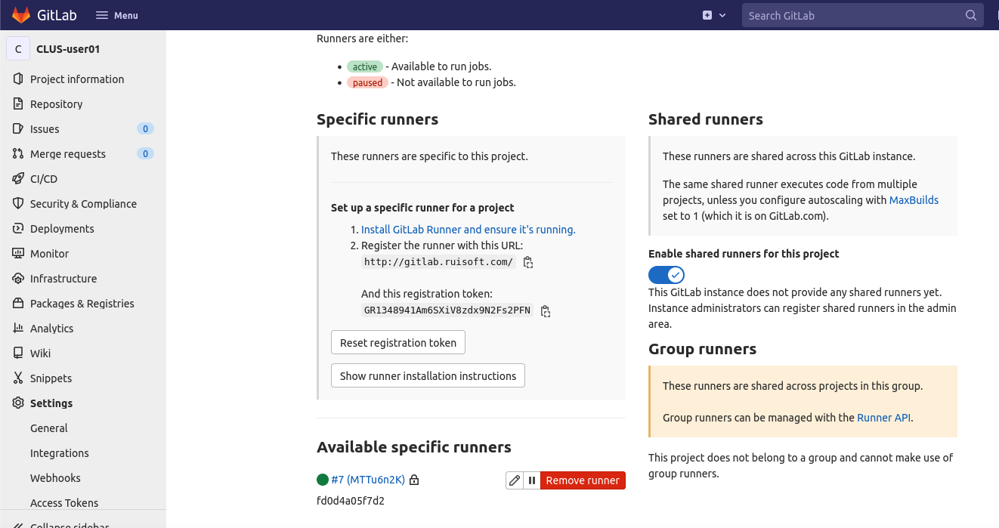 GitLab
Menu
Search GitLab
C
CLUS-user01
Project information
Repository
Issues
0
Merge requests
0
CI/CD
Security & Compliance
Deployments
Monitor
Infrastructure
Packages & Registries
Analytics
Wiki
Snippets
Settings
General
Integrations
Webhooks
Access Tokens
Collapse sidebar
Runners are either:
active - Available to run jobs.
paused - Not available to run jobs.
Specific runners
These runners are specific to this project.
Set up a specific runner for a project
1. Install GitLab Runner and ensure it's running.
2. Register the runner with this URL:
http://gitlab.ruisoft.com/
And this registration token:
GR1348941Am6SXiV8zdx9N2Fs2PFN
Reset registration token
Show runner installation instructions
Available specific runners
#7 (MTTu6n2K)
Remove runner
fd0d4a05f7d2
Shared runners
These runners are shared across this GitLab instance.
The same shared runner executes code from multiple
projects, unless you configure autoscaling with MaxBuilds
set to 1 (which it is on GitLab.com).
Enable shared runners for this project
This GitLab instance does not provide any shared runners yet.
Instance administrators can register shared runners in the admin
area.
Group runners
These runners are shared across projects in this group.
Group runners can be managed with the Runner API.
This project does not belong to a group and cannot make use of
group runners.